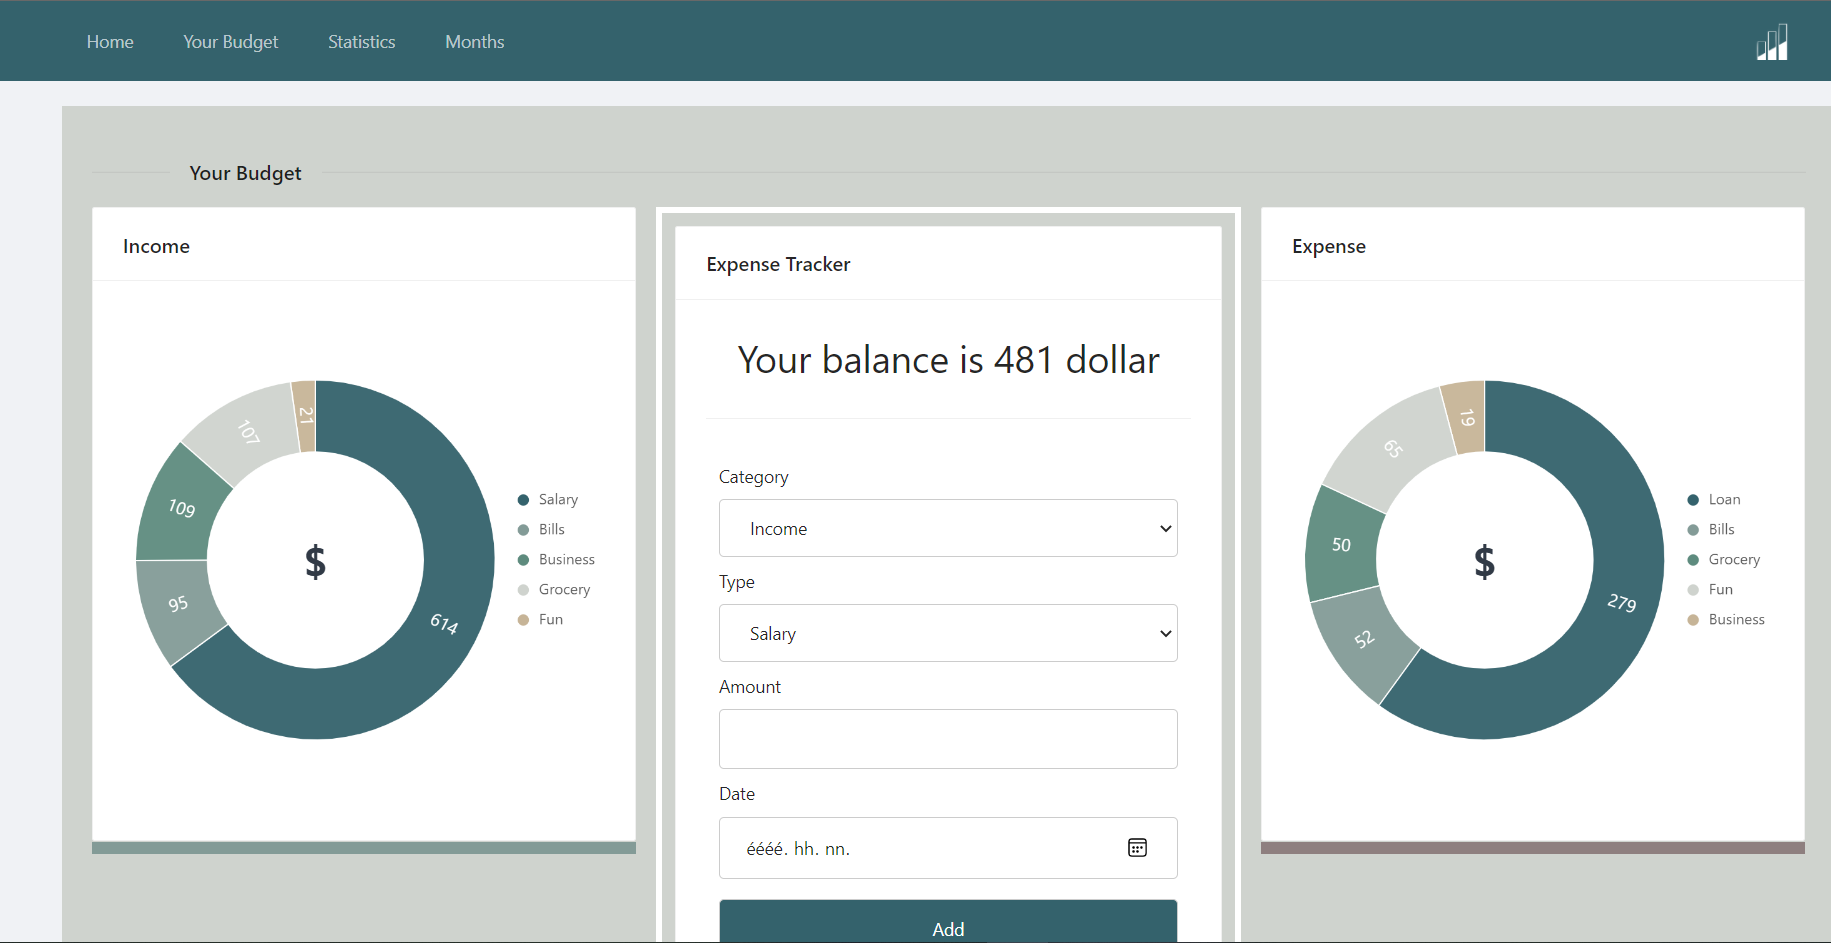 Home Your Budget Statistics Months
Your Budget
Income
614
95
109
107
21
$
Salary
Bills
Business
Grocery
Fun
Expense Tracker
Your balance is 481 dollar
Category
Income
Type
Salary
Amount
Date
éééé. hh. nn.
Add
Expense
279
52
50
65
19
$
Loan
Bills
Grocery
Fun
Business